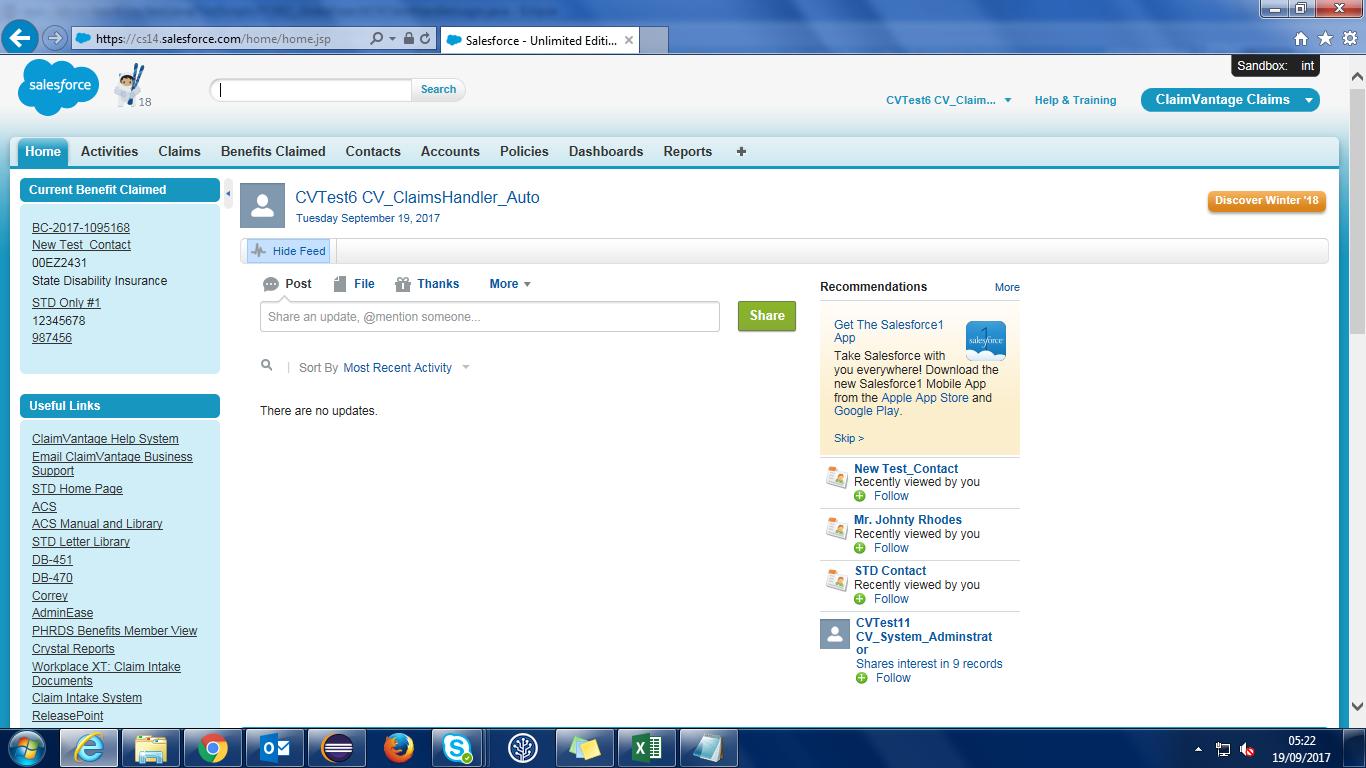 https://cs14.salesforce.com/home/home.jsp
Salesforce - Unlimited Editi...
Sandbox: int
salesforce
18
Search
CVTest6 CV_Claim...
Help & Training
ClaimVantage Claims
Home
Activities
Claims
Benefits Claimed
Contacts
Accounts
Policies
Dashboards
Reports
Current Benefit Claimed
BC-2017-1095168
New Test_Contact
00EZ2431
State Disability Insurance
STD Only #1
12345678
987456
Useful Links
ClaimVantage Help System
Email ClaimVantage Business
Support
STD Home Page
ACS
ACS Manual and Library
STD Letter Library
DB-451
DB-470
Correy
AdminEase
PHRDS Benefits Member View
Crystal Reports
Workplace XT: Claim Intake
Documents
Claim Intake System
ReleasePoint
CVTest6 CV_ClaimsHandler_Auto
Tuesday September 19, 2017
Discover Winter '18
Hide Feed
Post
File
Thanks
More
Share an update, @mention someone...
Share
Sort By Most Recent Activity
There are no updates.
Recommendations
More
Get The Salesforce1
App
salesforce
1
Take Salesforce with
you everywhere! Download the
new Salesforce1 Mobile App
from the Apple App Store and
Google Play.
Skip >
New Test_Contact
Recently viewed by you
Follow
Mr. Johnty Rhodes
Recently viewed by you
Follow
STD Contact
Recently viewed by you
Follow
CVTest11
CV_System_Adminstrat
or
Shares interest in 9 records
Follow
05:22
19/09/2017